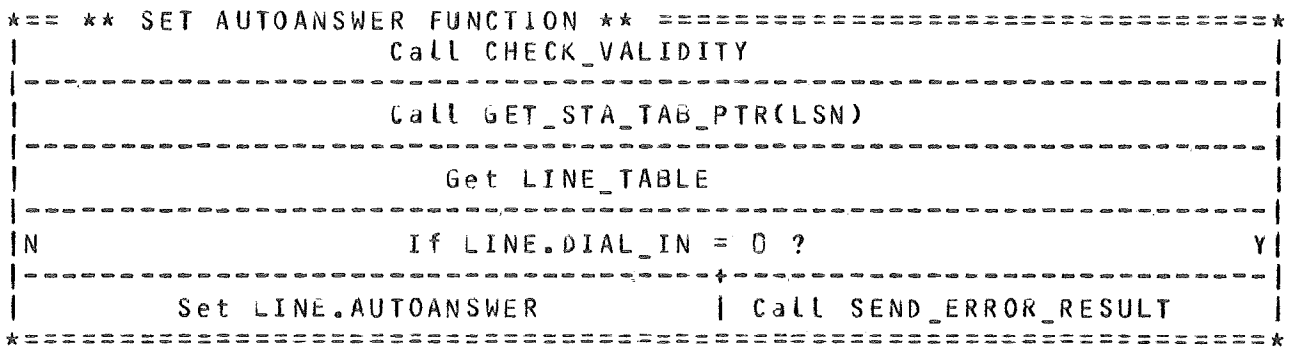 *== ** SET AUTOANSWER FUNCTION ** ================================*
| Call CHECK_VALIDITY |
|------------------------------------------------------------------|
| Call GET_STA_TAB_PTR(LSN) |
|------------------------------------------------------------------|
| Get LINE_TABLE |
|------------------------------------------------------------------|
|N If LINE.DIAL_IN = 0 ? Y|
|-------------------------------------+----------------------------|
| Set LINE.AUTOANSWER | Call SEND_ERROR_RESULT |
*==================================================================*